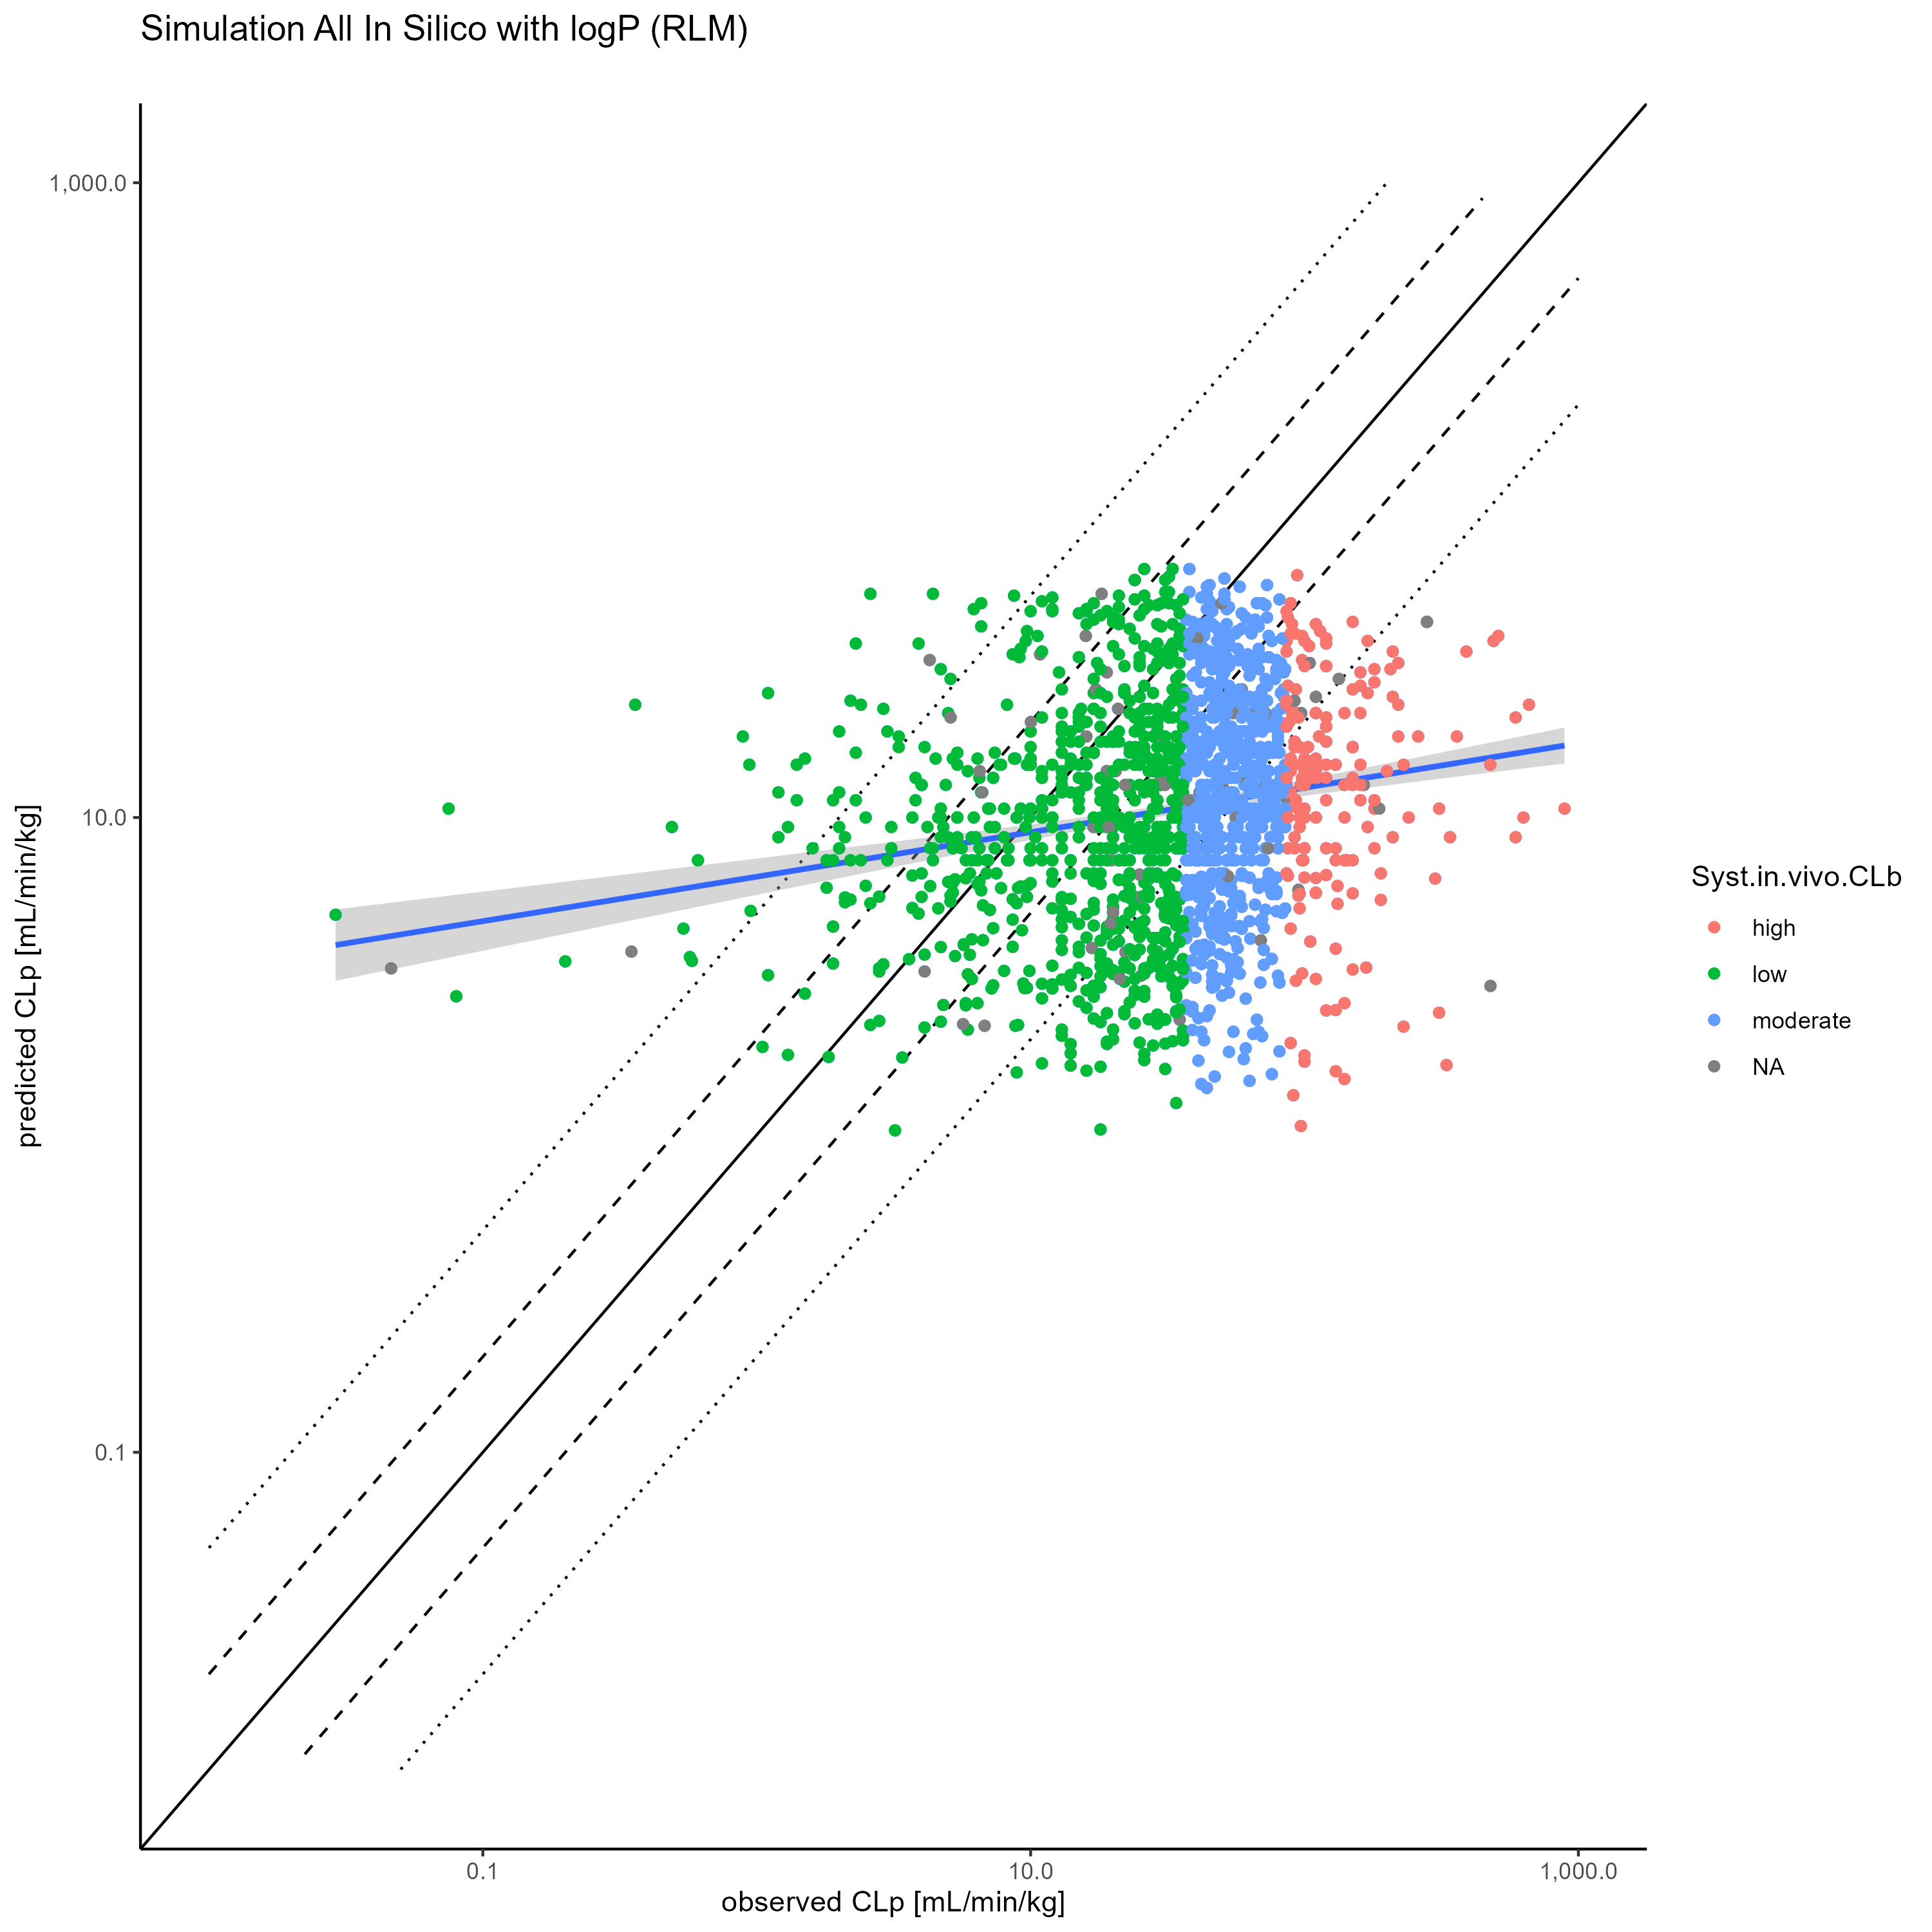 Simulation All In Silico with logP (RLM)
1,000.0
10.0
0.1
predicted CLp [mL/min/kg]
0.1
10.0
1,000.0
observed CLp [mL/min/kg]
Syst.in.vivo.CLb
high
low
moderate
NA